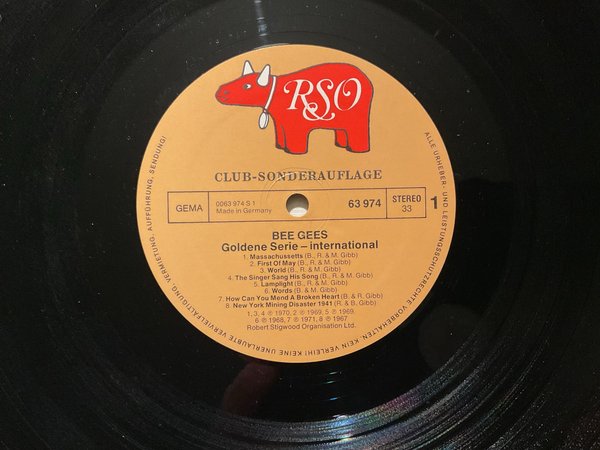 RSO
CLUB-SONDERAUFLAGE
GEMA
0063 974 S 1
Made in Germany
63 974
STEREO
33
1
BEE GEES
Goldene Serie – international
1. Massachussetts (B., R. & M. Gibb)
2. First Of May (B., R. & M. Gibb)
3. World (B., R. & M. Gibb)
4. The Singer Sang His Song (B., R. & M. Gibb)
5. Lamplight (B., R. & M. Gibb)
6. Words (B. & M. Gibb)
7. How Can You Mend A Broken Heart (B. & R. Gibb)
8. New York Mining Disaster 1941 (R. & B. Gibb)
1, 3, 4 ℗ 1970, 2 ℗ 1969, 5 ℗ 1969,
6 ℗ 1968, 7 ℗ 1971, 8 ℗ 1967
Robert Stigwood Organisation Ltd.
ALLE URHEBER- UND LEISTUNGSSCHUTZRECHTE VORBEHALTEN. KEIN VERLEIH! KEINE UNERLAUBTE VERVIELFÄLTIGUNG, VERMIETUNG, AUFFÜHRUNG, SENDUNG!